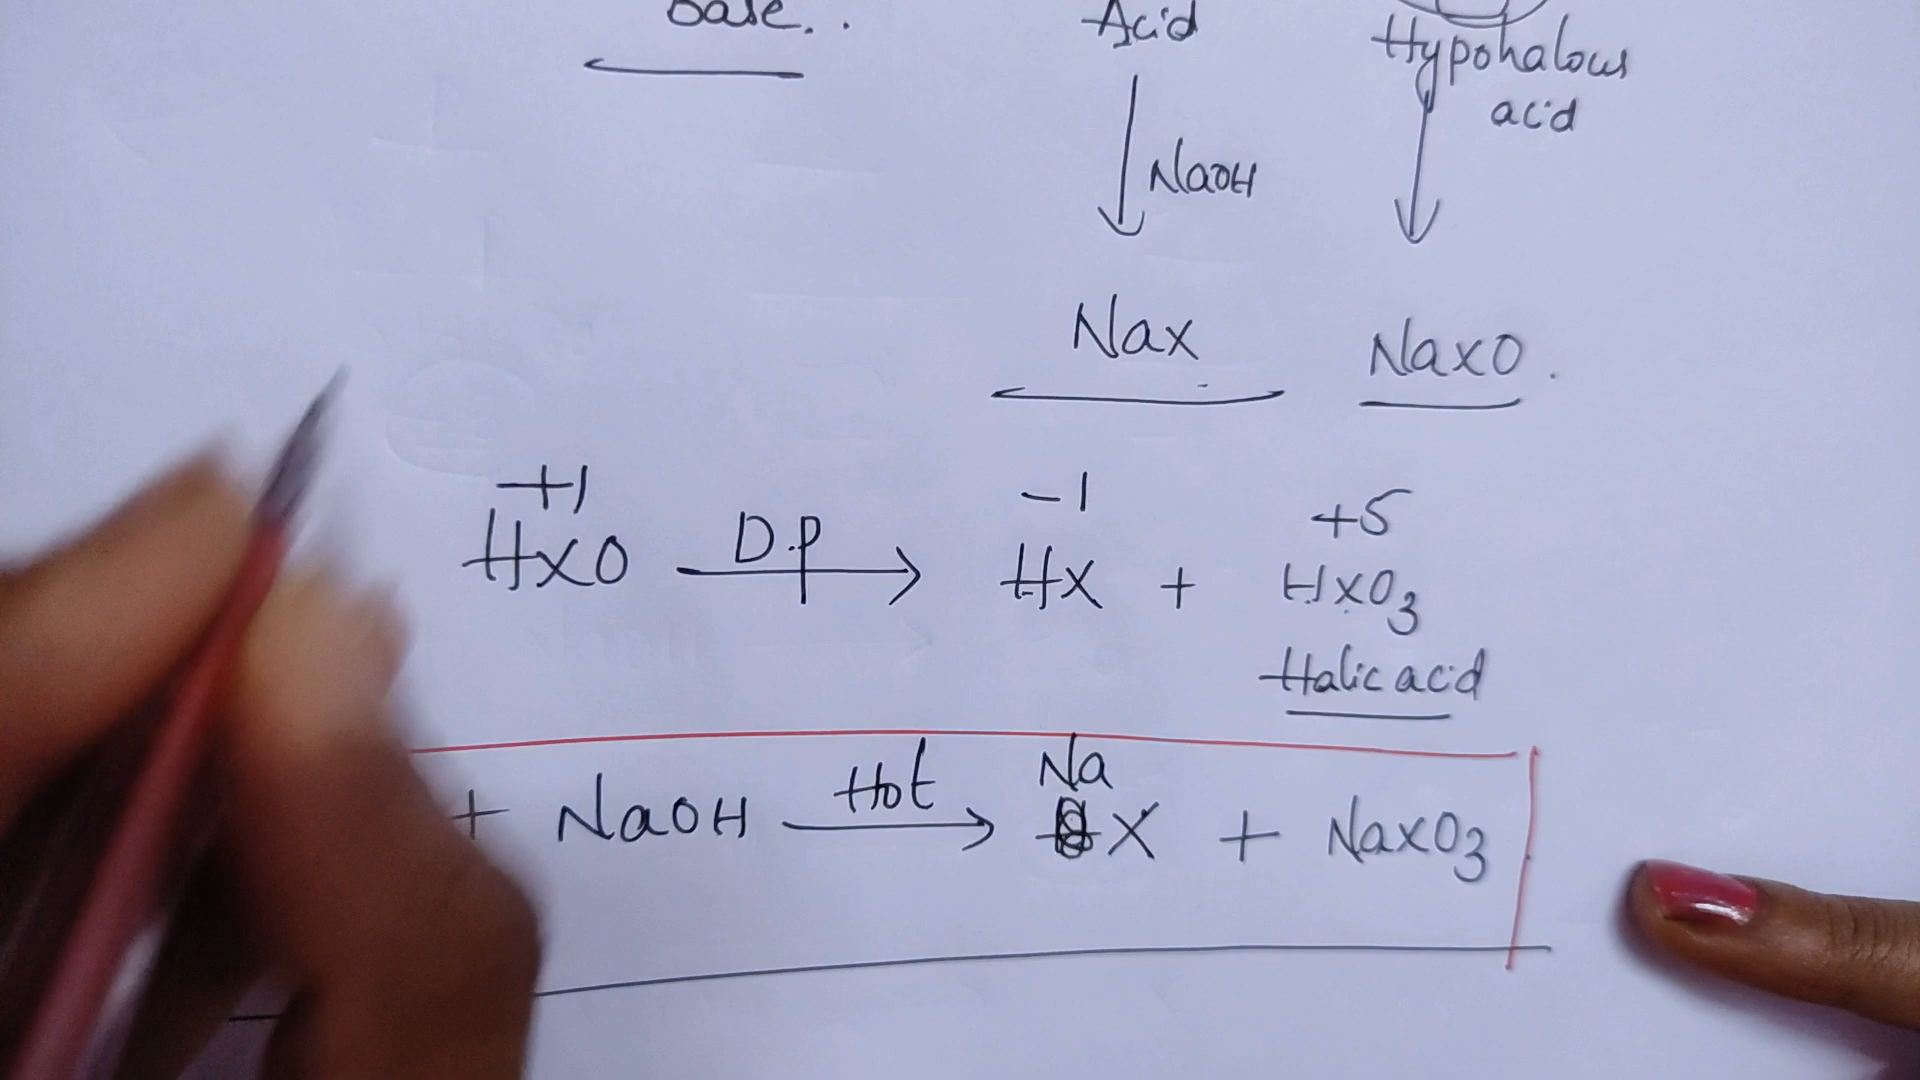 Base..
Acid
Hypohalous
acid
NaOH
NaX
NaXO.
+1
-1
+5
HXO D.P → HX + HXO3
Halic acid
Na
+ NaOH Hot → X + NaXO3